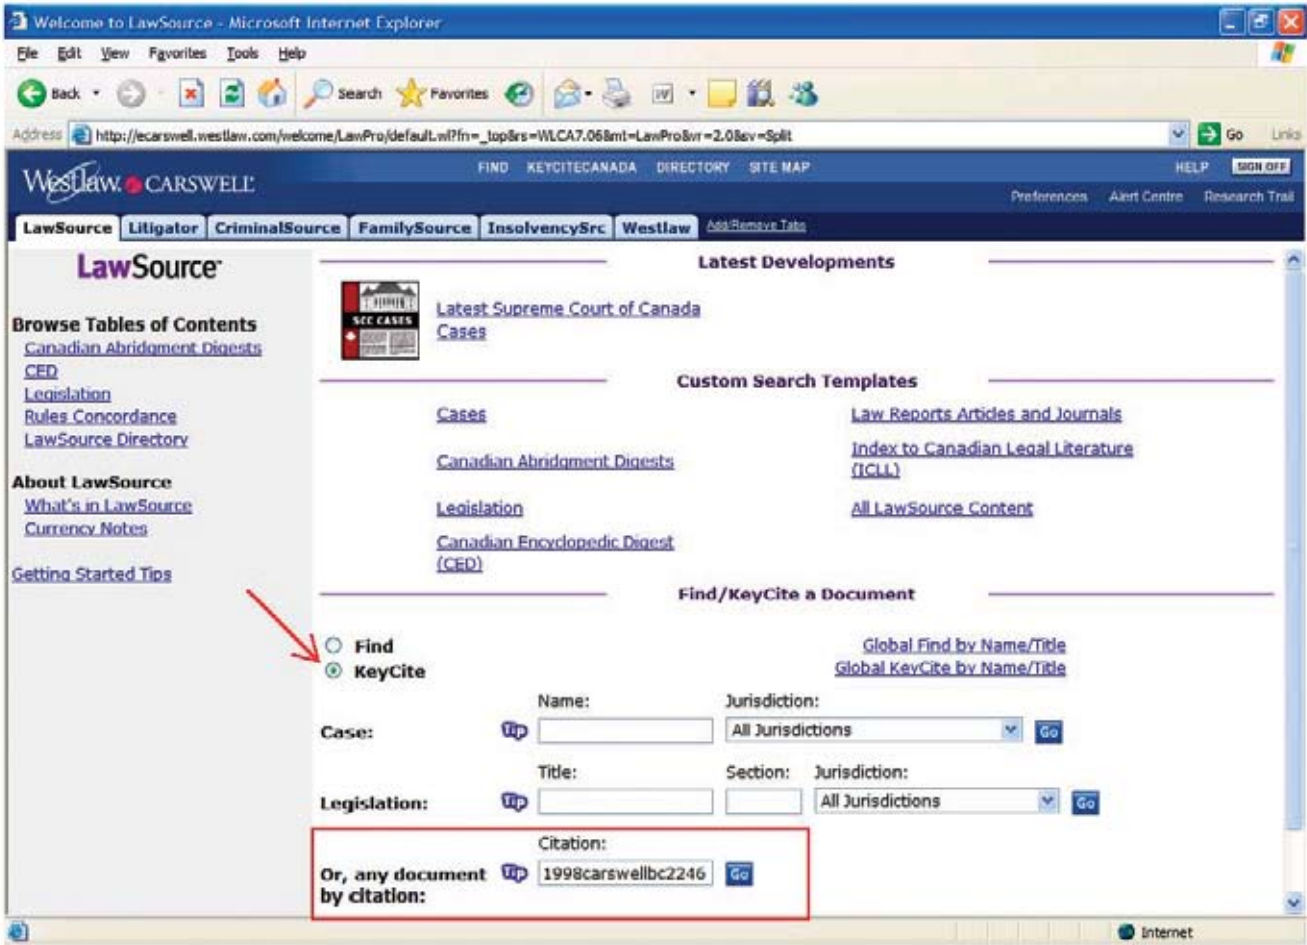 Welcome to LawSource - Microsoft Internet Explorer
File Edit View Favorites Tools Help
Back Search Favorites
Address http://ecarswell.westlaw.com/welcome/LawPro/default.wl?fn=_top&rs=WLCA7.06&mt=LawPro&vr=2.0&sv=Split Go Links
Westlaw. CARSWELL FIND KEYCITECANADA DIRECTORY SITE MAP HELP SIGN OFF
Preferences Alert Centre Research Trail
LawSource Litigator CriminalSource FamilySource InsolvencySrc Westlaw Add/Remove Tabs
LawSource
Browse Tables of Contents
Canadian Abridgment Digests
CED
Legislation
Rules Concordance
LawSource Directory
About LawSource
What's in LawSource
Currency Notes
Getting Started Tips
Latest Developments
SCC CASES
Latest Supreme Court of Canada
Cases
Custom Search Templates
Cases
Law Reports Articles and Journals
Canadian Abridgment Digests
Index to Canadian Legal Literature
(ICLL)
Legislation
All LawSource Content
Canadian Encyclopedic Digest
(CED)
Find/KeyCite a Document
Find
KeyCite
Global Find by Name/Title
Global KeyCite by Name/Title
Name: Jurisdiction:
Case: Tip All Jurisdictions Go
Title: Section: Jurisdiction:
Legislation: Tip All Jurisdictions Go
Citation:
Or, any document Tip 1998carswellbc2246 Go
by citation:
Internet